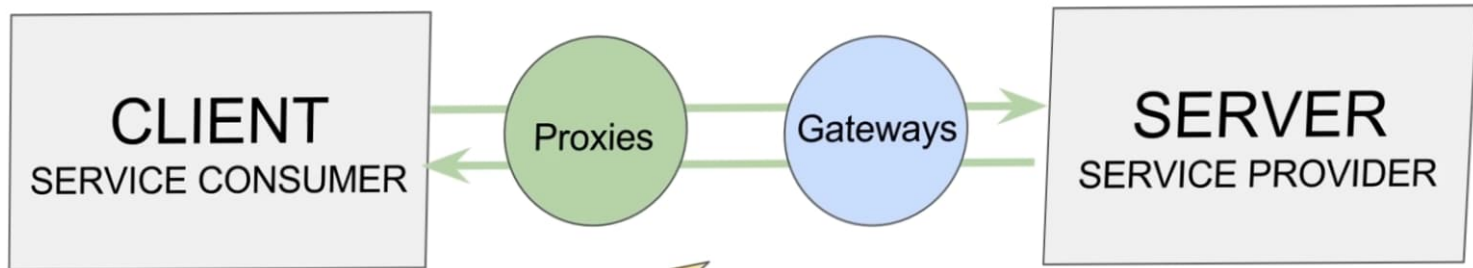 CLIENT
SERVICE CONSUMER
Proxies
Gateways
SERVER
SERVICE PROVIDER